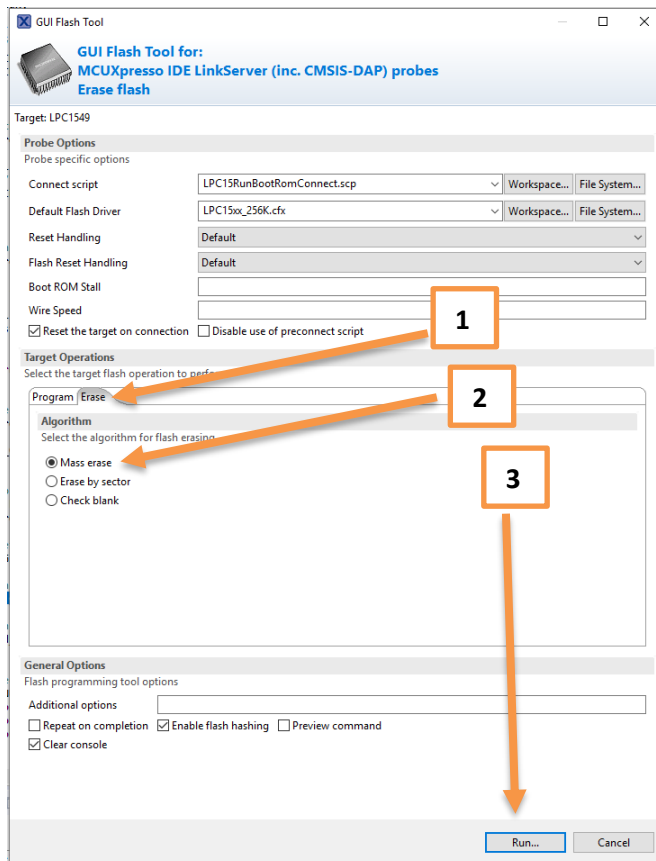 GUI Flash Tool
GUI Flash Tool for:
MCUXpresso IDE LinkServer (inc. CMSIS-DAP) probes
Erase flash
Target: LPC1549
Probe Options
Probe specific options
Connect script LPC15RunBootRomConnect.scp Workspace... File System...
Default Flash Driver LPC15xx_256K.cfx Workspace... File System...
Reset Handling Default
Flash Reset Handling Default
Boot ROM Stall
Wire Speed
1
Reset the target on connection Disable use of preconnect script
Target Operations
Select the target flash operation to
2
Program Erase
Algorithm
Select the algorithm for flash erasing
Mass erase
3
Erase by sector
Check blank
General Options
Flash programming tool options
Additional options
Repeat on completion Enable flash hashing Preview command
Clear console
Run... Cancel